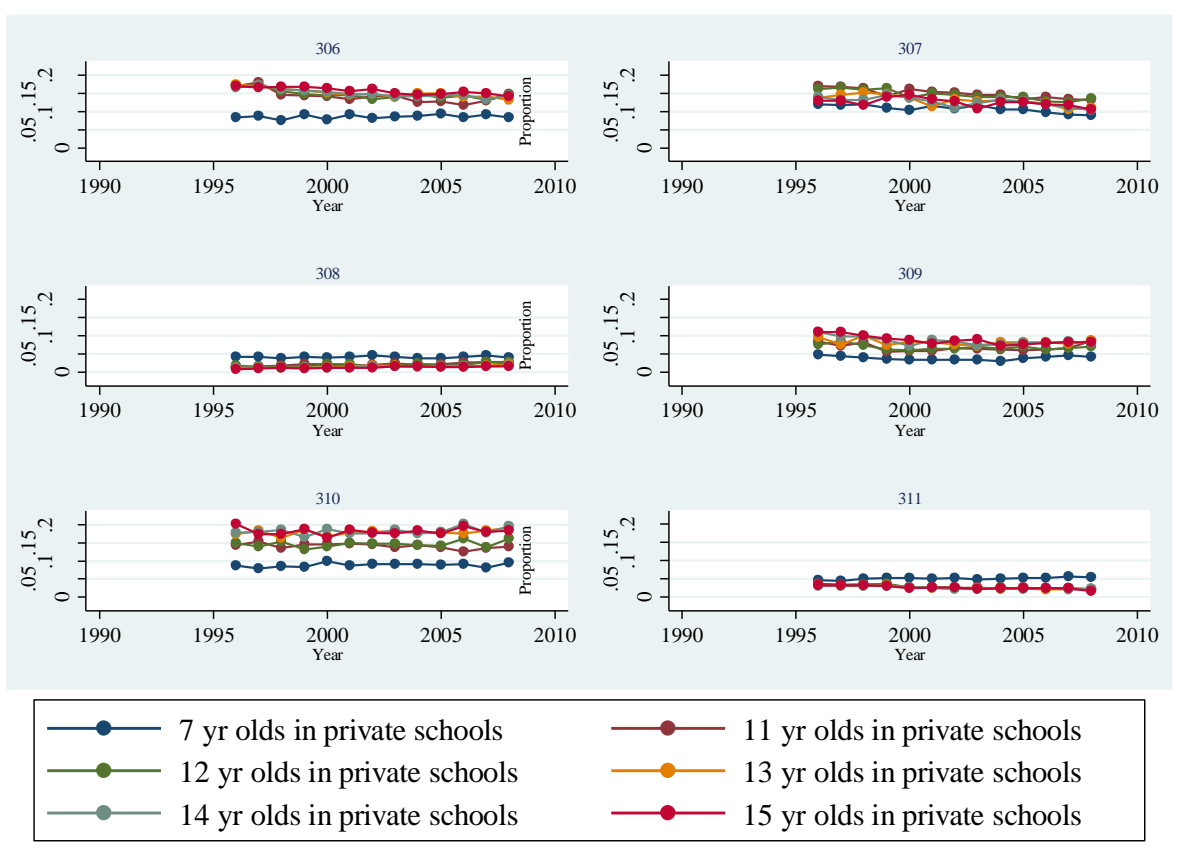 306
307
0 .05 .1 .15 .2
Proportion
0 .05 .1 .15 .2
1990 1995 2000 2005 2010
1990 1995 2000 2005 2010
Year
Year
308
309
0 .05 .1 .15 .2
Proportion
0 .05 .1 .15 .2
1990 1995 2000 2005 2010
1990 1995 2000 2005 2010
Year
Year
310
311
0 .05 .1 .15 .2
Proportion
0 .05 .1 .15 .2
1990 1995 2000 2005 2010
1990 1995 2000 2005 2010
Year
Year
7 yr olds in private schools
11 yr olds in private schools
12 yr olds in private schools
13 yr olds in private schools
14 yr olds in private schools
15 yr olds in private schools